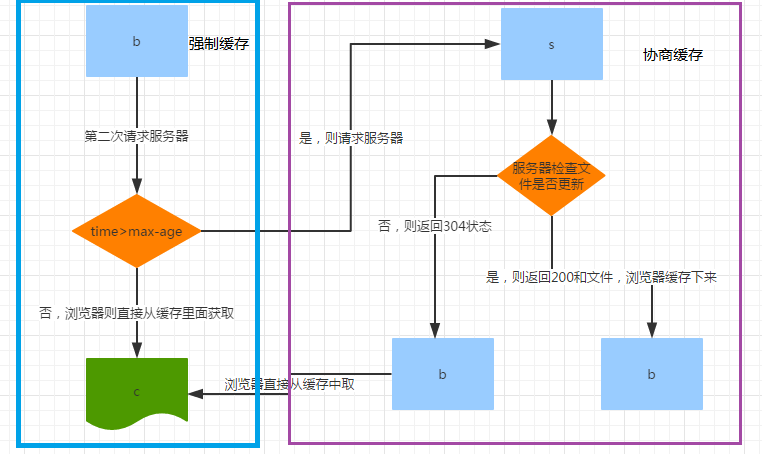 b
强制缓存
第二次请求服务器
time>max-age
否，浏览器则直接从缓存里面获取
c
是，则请求服务器
s
协商缓存
服务器检查文
件是否更新
否，则返回304状态
是，则返回200和文件，浏览器缓存下来
b
b
浏览器直接从缓存中取